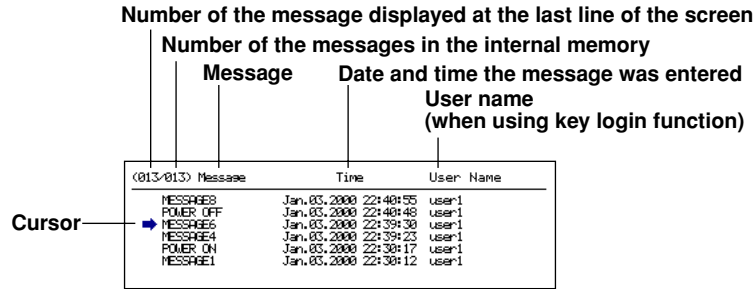 Number of the message displayed at the last line of the screen
Number of the messages in the internal memory
Message Date and time the message was entered
User name
(when using key login function)
(013/013) Message Time User Name
MESSAGE8 Jan.03.2000 22:40:55 user1
POWER OFF Jan.03.2000 22:40:48 user1
Cursor MESSAGE6 Jan.03.2000 22:39:30 user1
MESSAGE4 Jan.03.2000 22:39:23 user1
POWER ON Jan.03.2000 22:30:17 user1
MESSAGE1 Jan.03.2000 22:30:12 user1